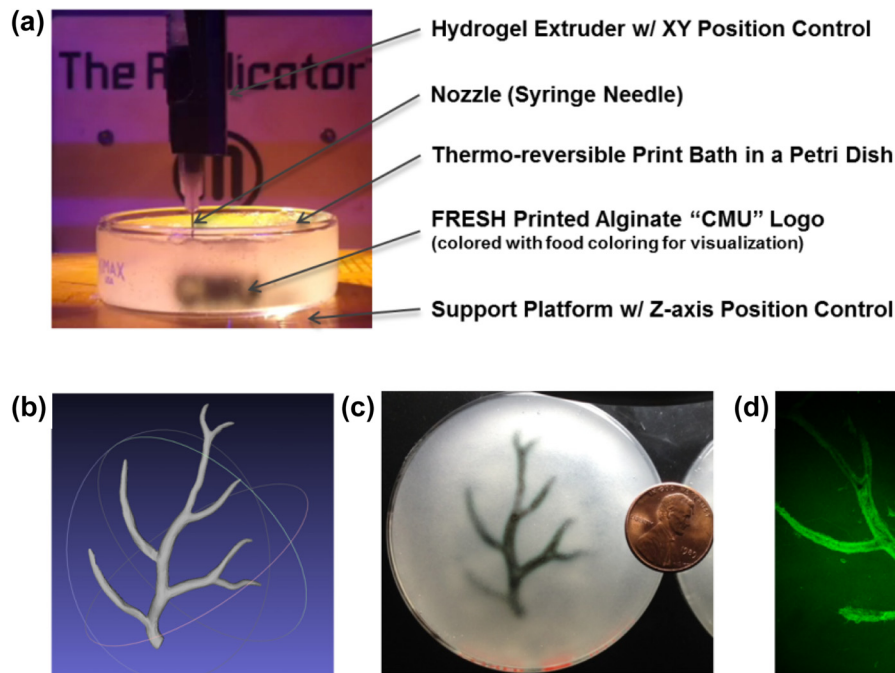 (a)
The R licator™
Hydrogel Extruder w/ XY Position Control
Nozzle (Syringe Needle)
Thermo-reversible Print Bath in a Petri Dish
FRESH Printed Alginate “CMU” Logo
(colored with food coloring for visualization)
Support Platform w/ Z-axis Position Control
(b)
(c)
(d)